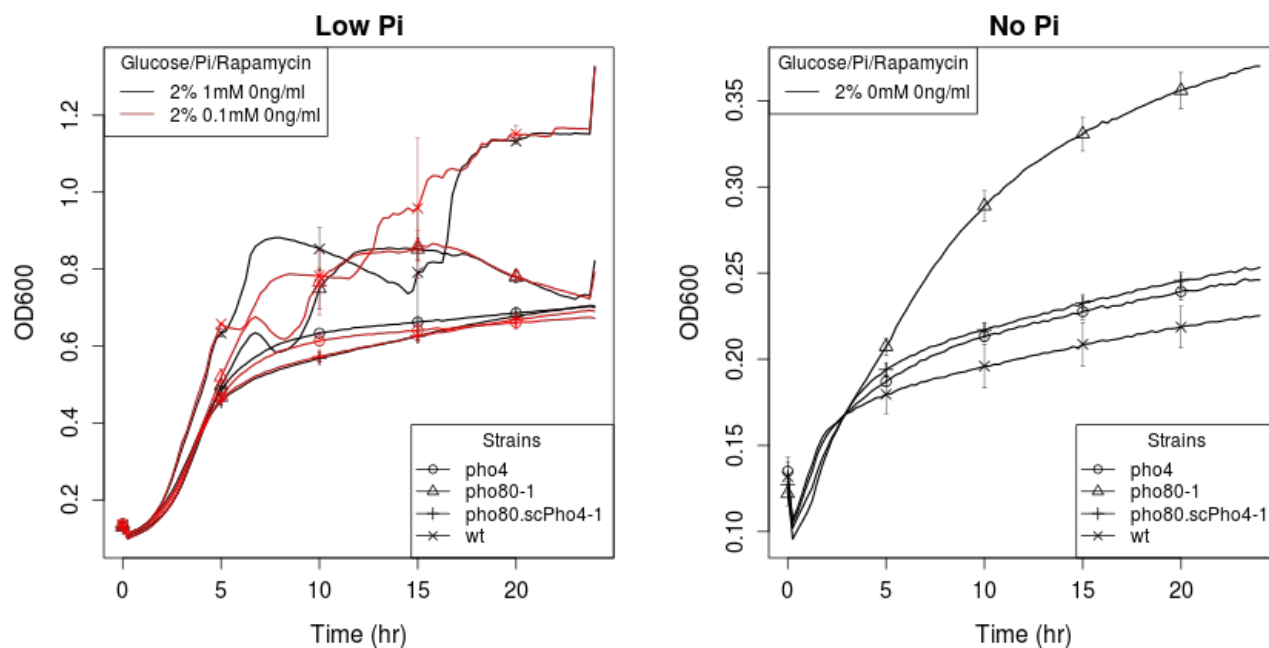 Low Pi
Glucose/Pi/Rapamycin
2% 1mM 0ng/ml
2% 0.1mM 0ng/ml
OD600
1.2
1.0
0.8
0.6
0.4
0.2
Strains
pho4
pho80-1
pho80.scPho4-1
wt
0 5 10 15 20
Time (hr)
No Pi
Glucose/Pi/Rapamycin
2% 0mM 0ng/ml
OD600
0.35
0.30
0.25
0.20
0.15
0.10
Strains
pho4
pho80-1
pho80.scPho4-1
wt
0 5 10 15 20
Time (hr)